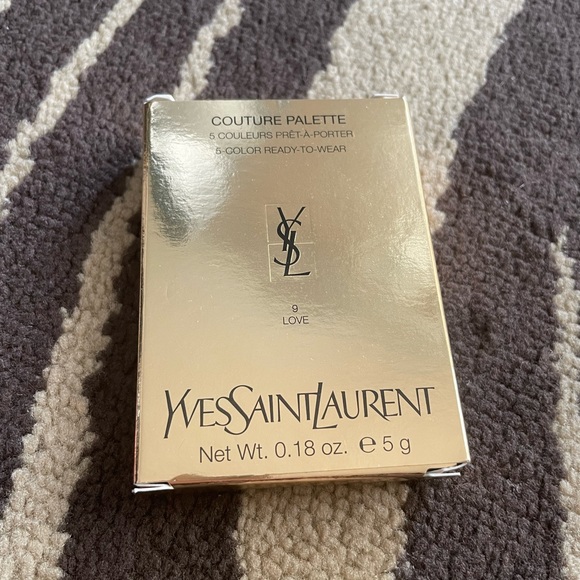 COUTURE PALETTE
5 COULEURS PRÊT-À-PORTER
5-COLOR READY-TO-WEAR
YSL
9
LOVE
YVESSAINTLAURENT
Net Wt. 0.18 oz. ℮ 5 g